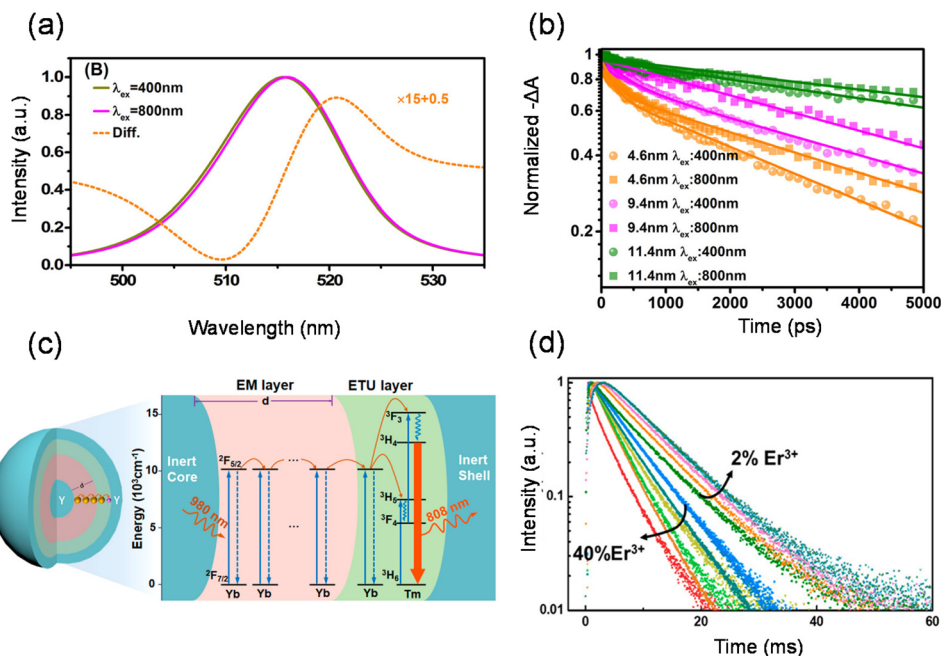 (a)
(B)
λex=400nm
λex=800nm
Diff.
×15+0.5
Intensity (a.u.)
1.0
0.8
0.6
0.4
0.2
0.0
500
510
520
530
Wavelength (nm)
(b)
Normalized -ΔA
1
0.8
0.6
0.4
0.2
4.6nm λex:400nm
4.6nm λex:800nm
9.4nm λex:400nm
9.4nm λex:800nm
11.4nm λex:400nm
11.4nm λex:800nm
0
1000
2000
3000
4000
5000
Time (ps)
(c)
EM layer
ETU layer
d
d
Y
Y
Energy (10³cm⁻¹)
15
10
5
0
Inert
Core
²F5/2
...
...
²F7/2
980 nm
Yb
Yb
Yb
Yb
Tm
³F3
³H4
³H5
³F4
³H6
808 nm
Inert
Shell
(d)
Intensity (a.u.)
1
0.1
0.01
2% Er³⁺
40%Er³⁺
0
20
40
60
Time (ms)